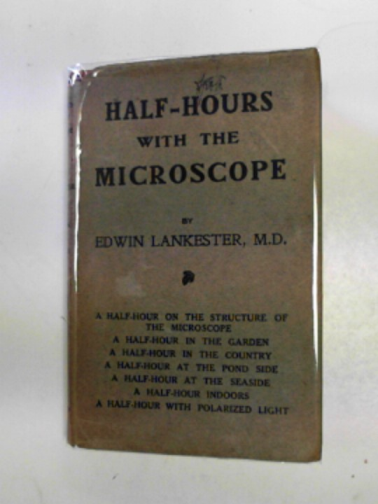 HALF-HOURS
WITH THE
MICROSCOPE
BY
EDWIN LANKESTER, M.D.
A HALF-HOUR ON THE STRUCTURE OF
THE MICROSCOPE
A HALF-HOUR IN THE GARDEN
A HALF-HOUR IN THE COUNTRY
A HALF-HOUR AT THE POND SIDE
A HALF-HOUR AT THE SEASIDE
A HALF-HOUR INDOORS
A HALF-HOUR WITH POLARIZED LIGHT